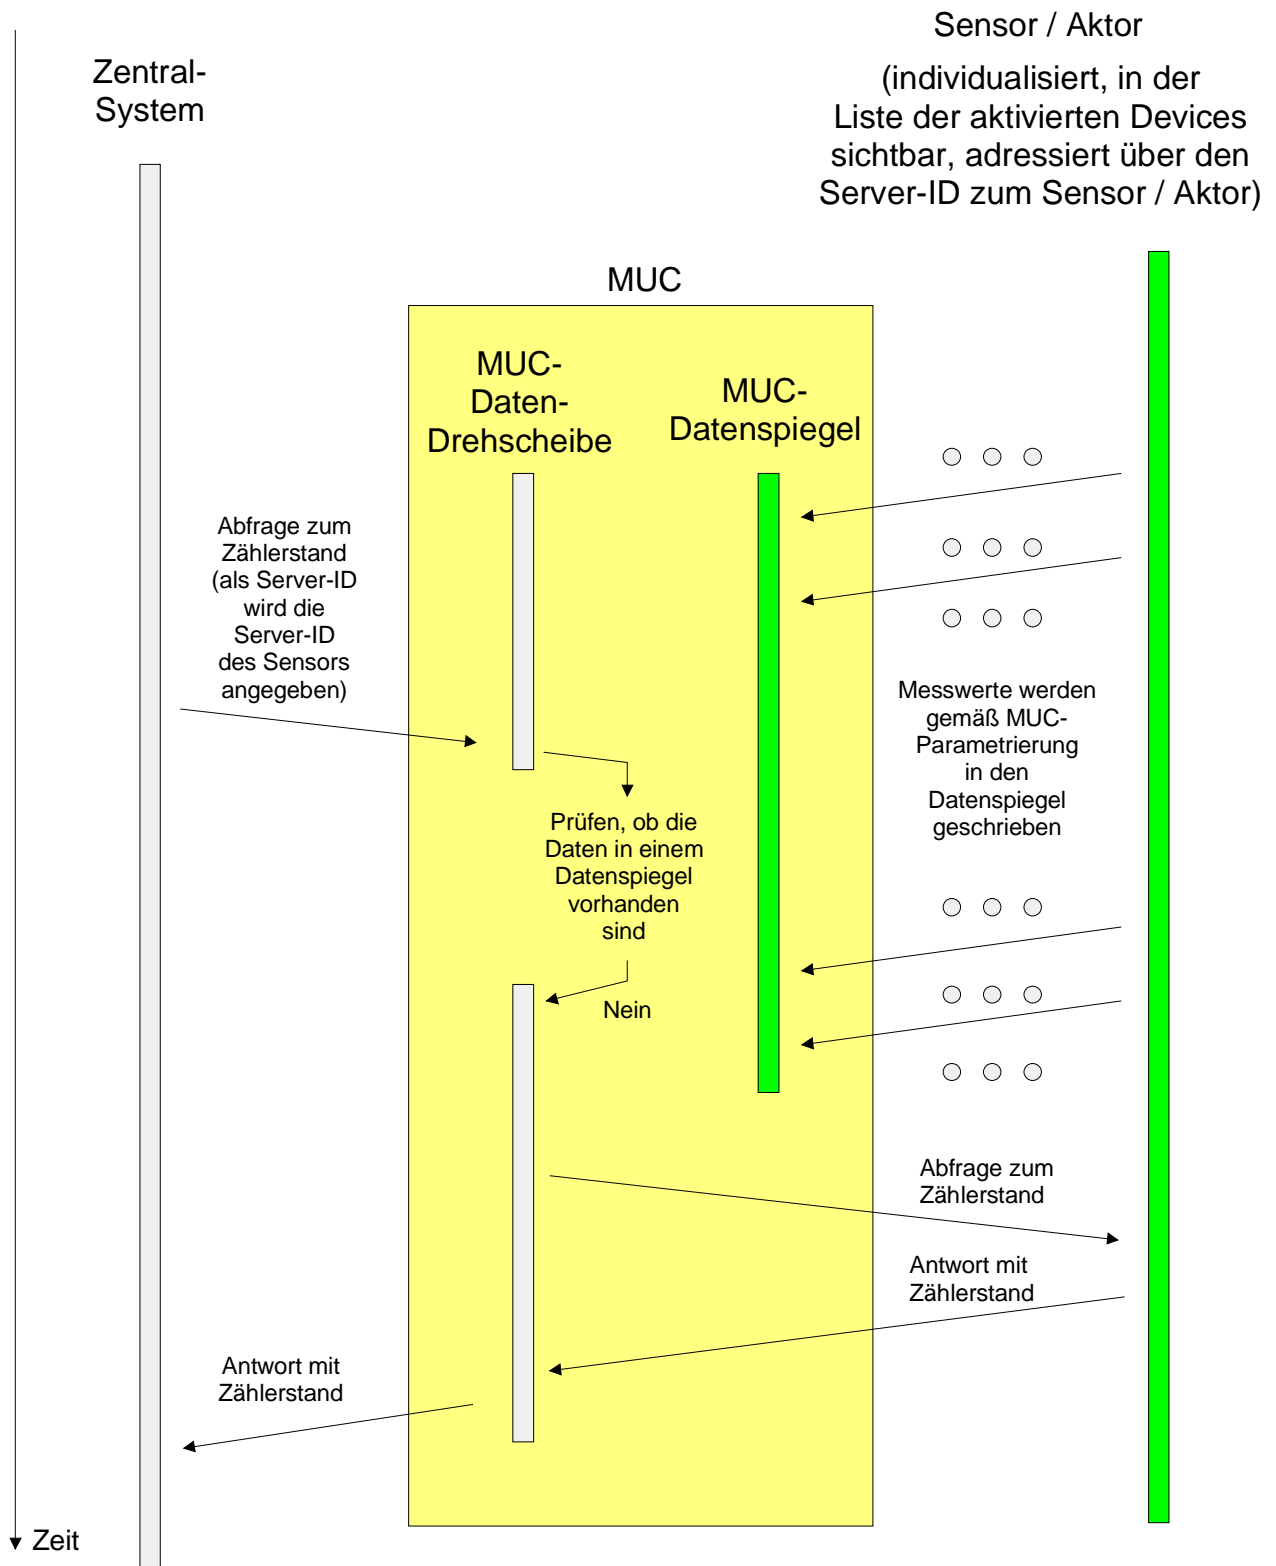 Sensor / Aktor
(individualisiert, in der
Liste der aktivierten Devices
sichtbar, adressiert über den
Server-ID zum Sensor / Aktor)
Zentral-
System
MUC
MUC-
Daten-
Drehscheibe
MUC-
Datenspiegel
Abfrage zum
Zählerstand
(als Server-ID
wird die
Server-ID
des Sensors
angegeben)
Messwerte werden
gemäß MUC-
Parametrierung
in den
Datenspiegel
geschrieben
Prüfen, ob die
Daten in einem
Datenspiegel
vorhanden
sind
Nein
Abfrage zum
Zählerstand
Antwort mit
Zählerstand
Antwort mit
Zählerstand
Zeit